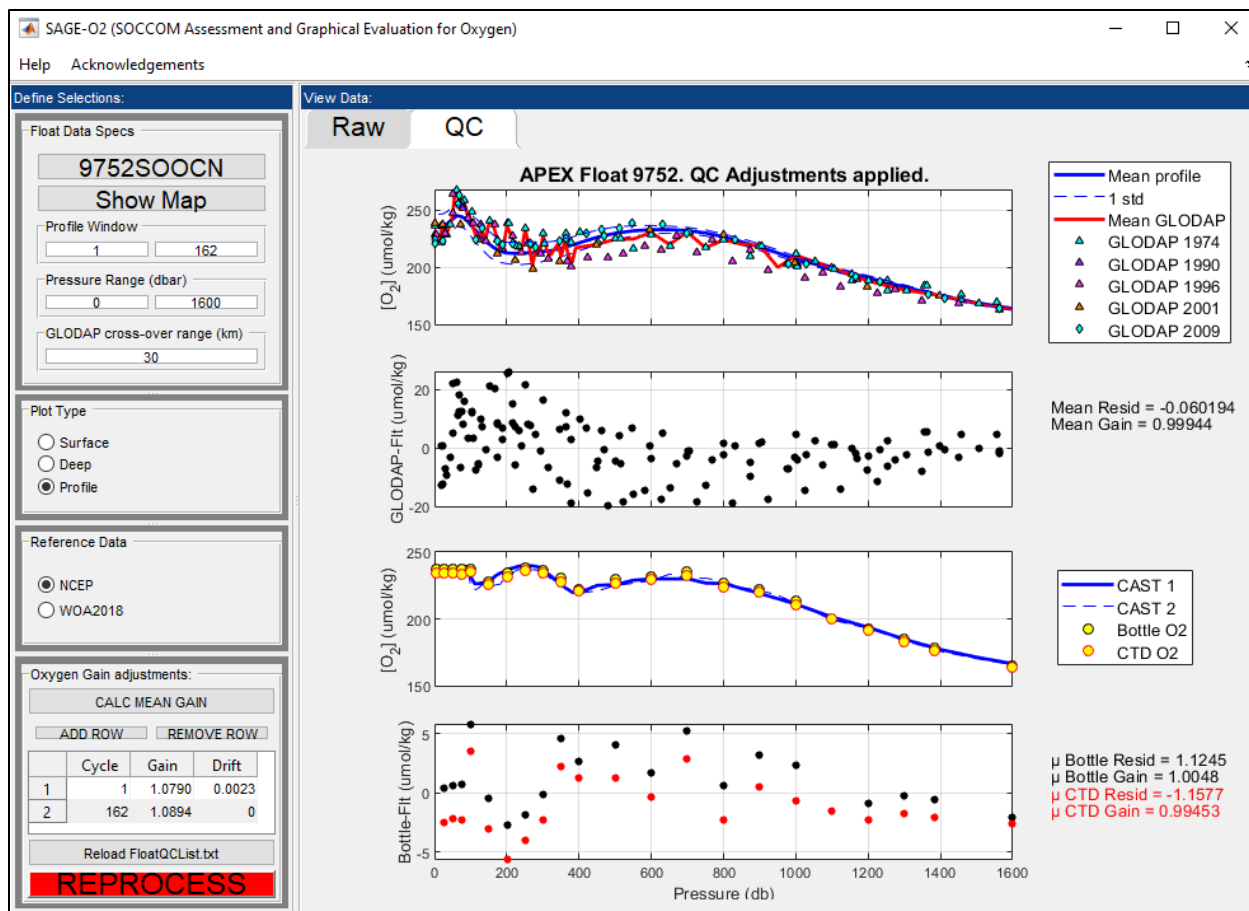 SAGE-O2 (SOCCOM Assessment and Graphical Evaluation for Oxygen)
Help Acknowledgements
Define Selections:
Float Data Specs
9752SOOCN
Show Map
Profile Window
1 162
Pressure Range (dbar)
0 1600
GLODAP cross-over range (km)
30
Plot Type
Surface
Deep
Profile
Reference Data
NCEP
WOA2018
Oxygen Gain adjustments:
CALC MEAN GAIN
ADD ROW REMOVE ROW
Cycle Gain Drift
1 1 1.0790 0.0023
2 162 1.0894 0
Reload FloatQCList.txt
REPROCESS
View Data:
Raw QC
APEX Float 9752. QC Adjustments applied.
[O2] (umol/kg)
250
200
150
Mean profile
1 std
Mean GLODAP
GLODAP 1974
GLODAP 1990
GLODAP 1996
GLODAP 2001
GLODAP 2009
GLODAP-Flt (umol/kg)
20
0
-20
Mean Resid = -0.060194
Mean Gain = 0.99944
[O2] (umol/kg)
250
200
150
CAST 1
CAST 2
Bottle O2
CTD O2
Bottle-Flt (umol/kg)
5
0
-5
0 200 400 600 800 1000 1200 1400 1600
Pressure (db)
µ Bottle Resid = 1.1245
µ Bottle Gain = 1.0048
µ CTD Resid = -1.1577
µ CTD Gain = 0.99453